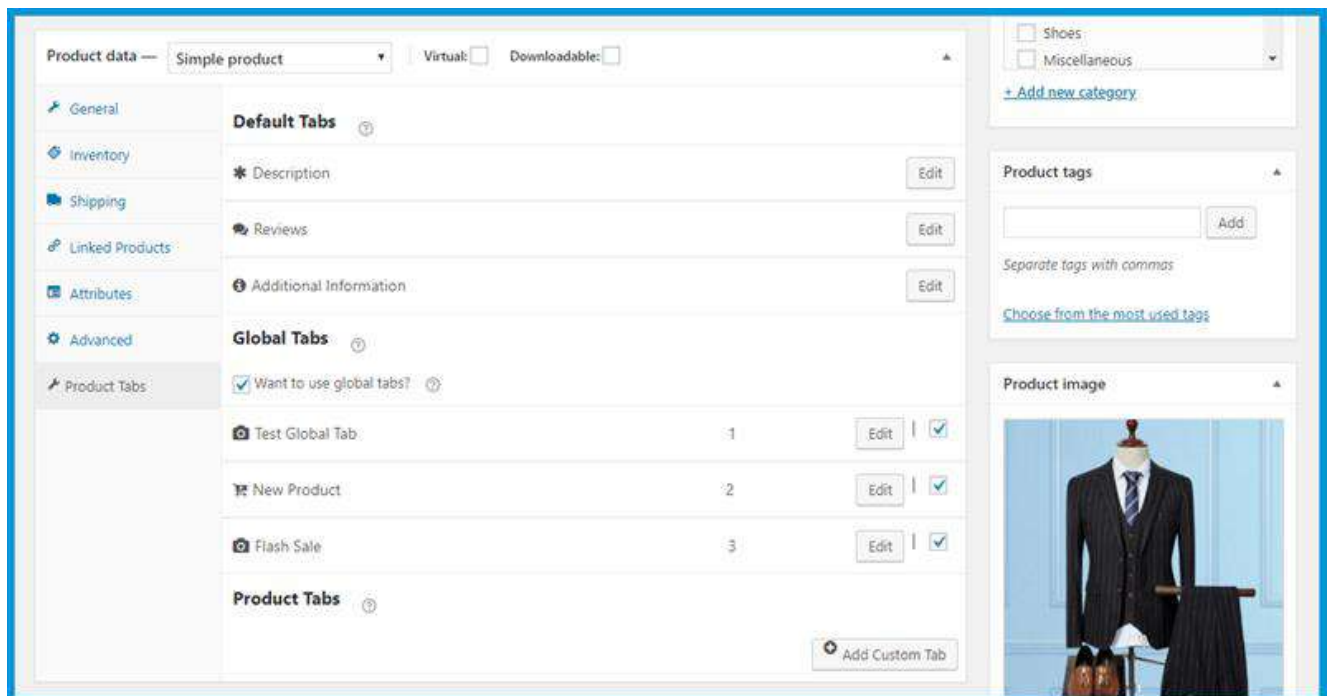 Product data — Simple product Virtual: Downloadable:
General
Inventory
Shipping
Linked Products
Attributes
Advanced
Product Tabs
Default Tabs
Description Edit
Reviews Edit
Additional Information Edit
Global Tabs
Want to use global tabs?
Test Global Tab 1 Edit |
New Product 2 Edit |
Flash Sale 3 Edit |
Product Tabs
Add Custom Tab
Shoes
Miscellaneous
+ Add new category
Product tags
Add
Separate tags with commas
Choose from the most used tags
Product image